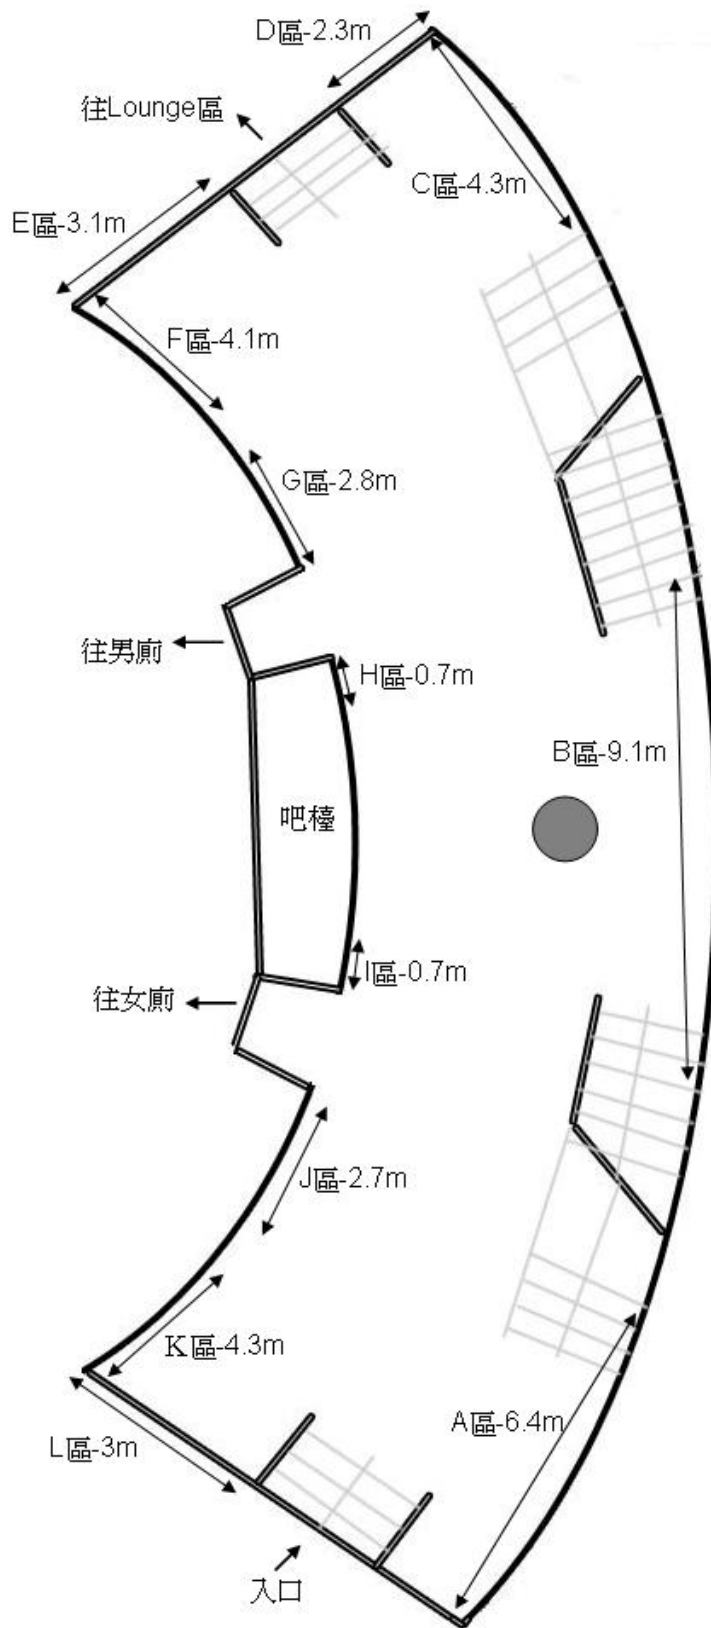 D區-2.3m
往Lounge區
C區-4.3m
E區-3.1m
F區-4.1m
G區-2.8m
往男廁
H區-0.7m
B區-9.1m
吧檯
I區-0.7m
往女廁
J區-2.7m
K區-4.3m
A區-6.4m
L區-3m
入口